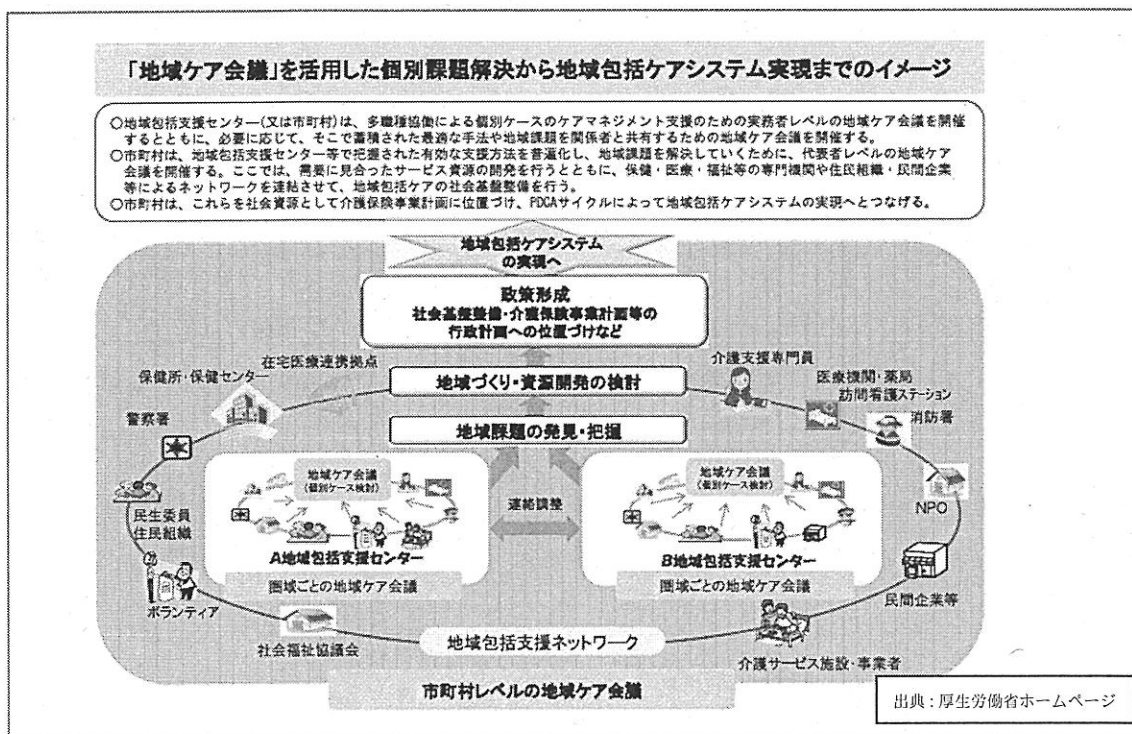 「地域ケア会議」を活用した個別課題解決から地域包括ケアシステム実現までのイメージ
○地域包括支援センター(又は市町村)は、多職種協働による個別ケースのケアマネジメント支援のための実務者レベルの地域ケア会議を開催
するとともに、必要に応じて、そこで蓄積された最適な手法や地域課題を関係者と共有するための地域ケア会議を開催する。
○市町村は、地域包括支援センター等で把握された有効な支援方法を普遍化し、地域課題を解決していくために、代表者レベルの地域ケア
会議を開催する。ここでは、需要に見合ったサービス資源の開発を行うとともに、保健・医療・福祉等の専門機関や住民組織・民間企業
等によるネットワークを連結させて、地域包括ケアの社会基盤整備を行う。
○市町村は、これらを社会資源として介護保険事業計画に位置づけ、PDCAサイクルによって地域包括ケアシステムの実現へとつなげる。
地域包括ケアシステム
の実現へ
政策形成
社会基盤整備・介護保険事業計画等の
行政計画への位置づけなど
在宅医療連携拠点
介護支援専門員
保健所・保健センター
地域づくり・資源開発の検討
医療機関・薬局
訪問看護ステーション
警察署
消防署
地域課題の発見・把握
地域ケア会議
(個別ケース検討)
連絡調整
地域ケア会議
(個別ケース検討)
NPO
民生委員
住民組織
A地域包括支援センター
B地域包括支援センター
圏域ごとの地域ケア会議
圏域ごとの地域ケア会議
民間企業等
ボランティア
社会福祉協議会
地域包括支援ネットワーク
介護サービス施設・事業者
市町村レベルの地域ケア会議
出典:厚生労働省ホームページ